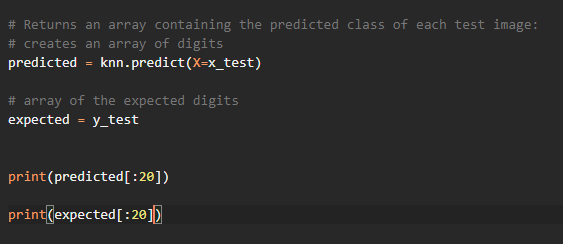 # Returns an array containing the predicted class of each test image:
# creates an array of digits
predicted = knn.predict(X=x_test)
# array of the expected digits
expected = y_test
print(predicted[:20])
print(expected[:20])